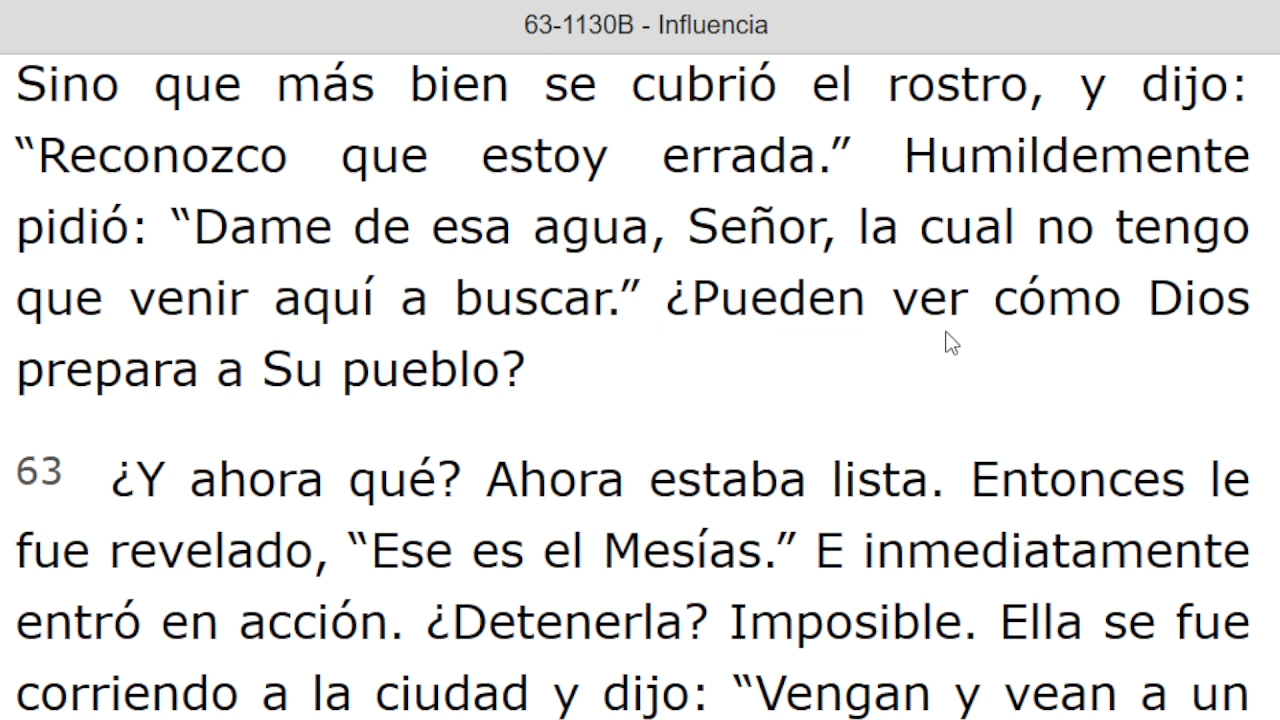 63-1130B - Influencia
Sino que más bien se cubrió el rostro, y dijo:
“Reconozco que estoy errada.” Humildemente
pidió: “Dame de esa agua, Señor, la cual no tengo
que venir aquí a buscar.” ¿Pueden ver cómo Dios
prepara a Su pueblo?
63 ¿Y ahora qué? Ahora estaba lista. Entonces le
fue revelado, “Ese es el Mesías.” E inmediatamente
entró en acción. ¿Detenerla? Imposible. Ella se fue
corriendo a la ciudad y dijo: “Vengan y vean a un